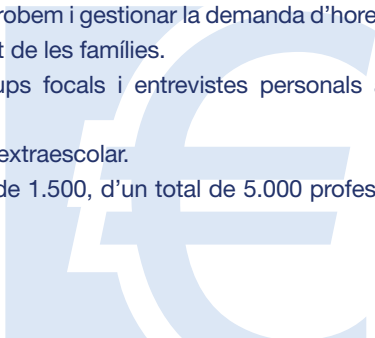 robem i gestionar la demanda d’hore
t de les famílies.
ups focals i entrevistes personals
extraescolar.
de 1.500, d’un total de 5.000 profes